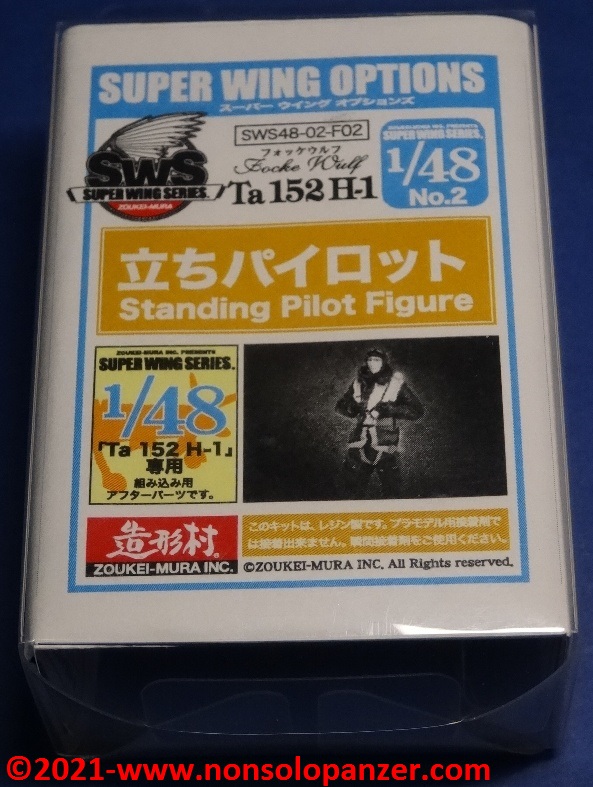 SUPER WING OPTIONS
スーパー ウイング オプションズ
SWS
SUPER WING SERIES.
ZOUKEI-MURA
SWS48-02-F02
フォッケウルフ
Focke Wulf
Ta 152 H-1
ZOUKEI-MURA INC. PRESENTS
SUPER WING SERIES.
1/48
No.2
立ちパイロット
Standing Pilot Figure
ZOUKEI-MURA INC. PRESENTS
SUPER WING SERIES.
1/48
「Ta 152 H-1」
専用
組み込み用
アフターパーツです。
造形村
ZOUKEI-MURA INC.
このキットは、レジン製です。プラモデル用接着剤で
は接着出来ません。瞬間接着剤をご使用ください。
©ZOUKEI-MURA INC. All Rights reserved.
©2021-www.nonsolopanzer.com